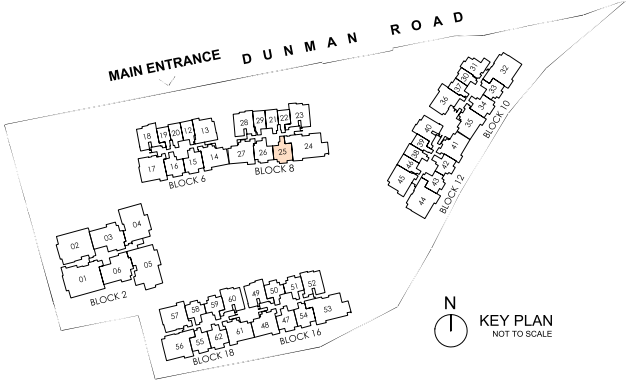 DUNMAN ROAD
MAIN ENTRANCE
18 19 20 12 13
17 16 15 14
BLOCK 6
28 29 21 22 23
27 26 25 24
BLOCK 8
31 32
30
37 33
36 34
35
BLOCK 10
40 41
39
38 42
46 43
45 44
BLOCK 12
02 03 04
01 06 05
BLOCK 2
57 58 59 60
56 55 62 61
BLOCK 18
49 50 51 52
48 47 54 53
BLOCK 16
N
KEY PLAN
NOT TO SCALE